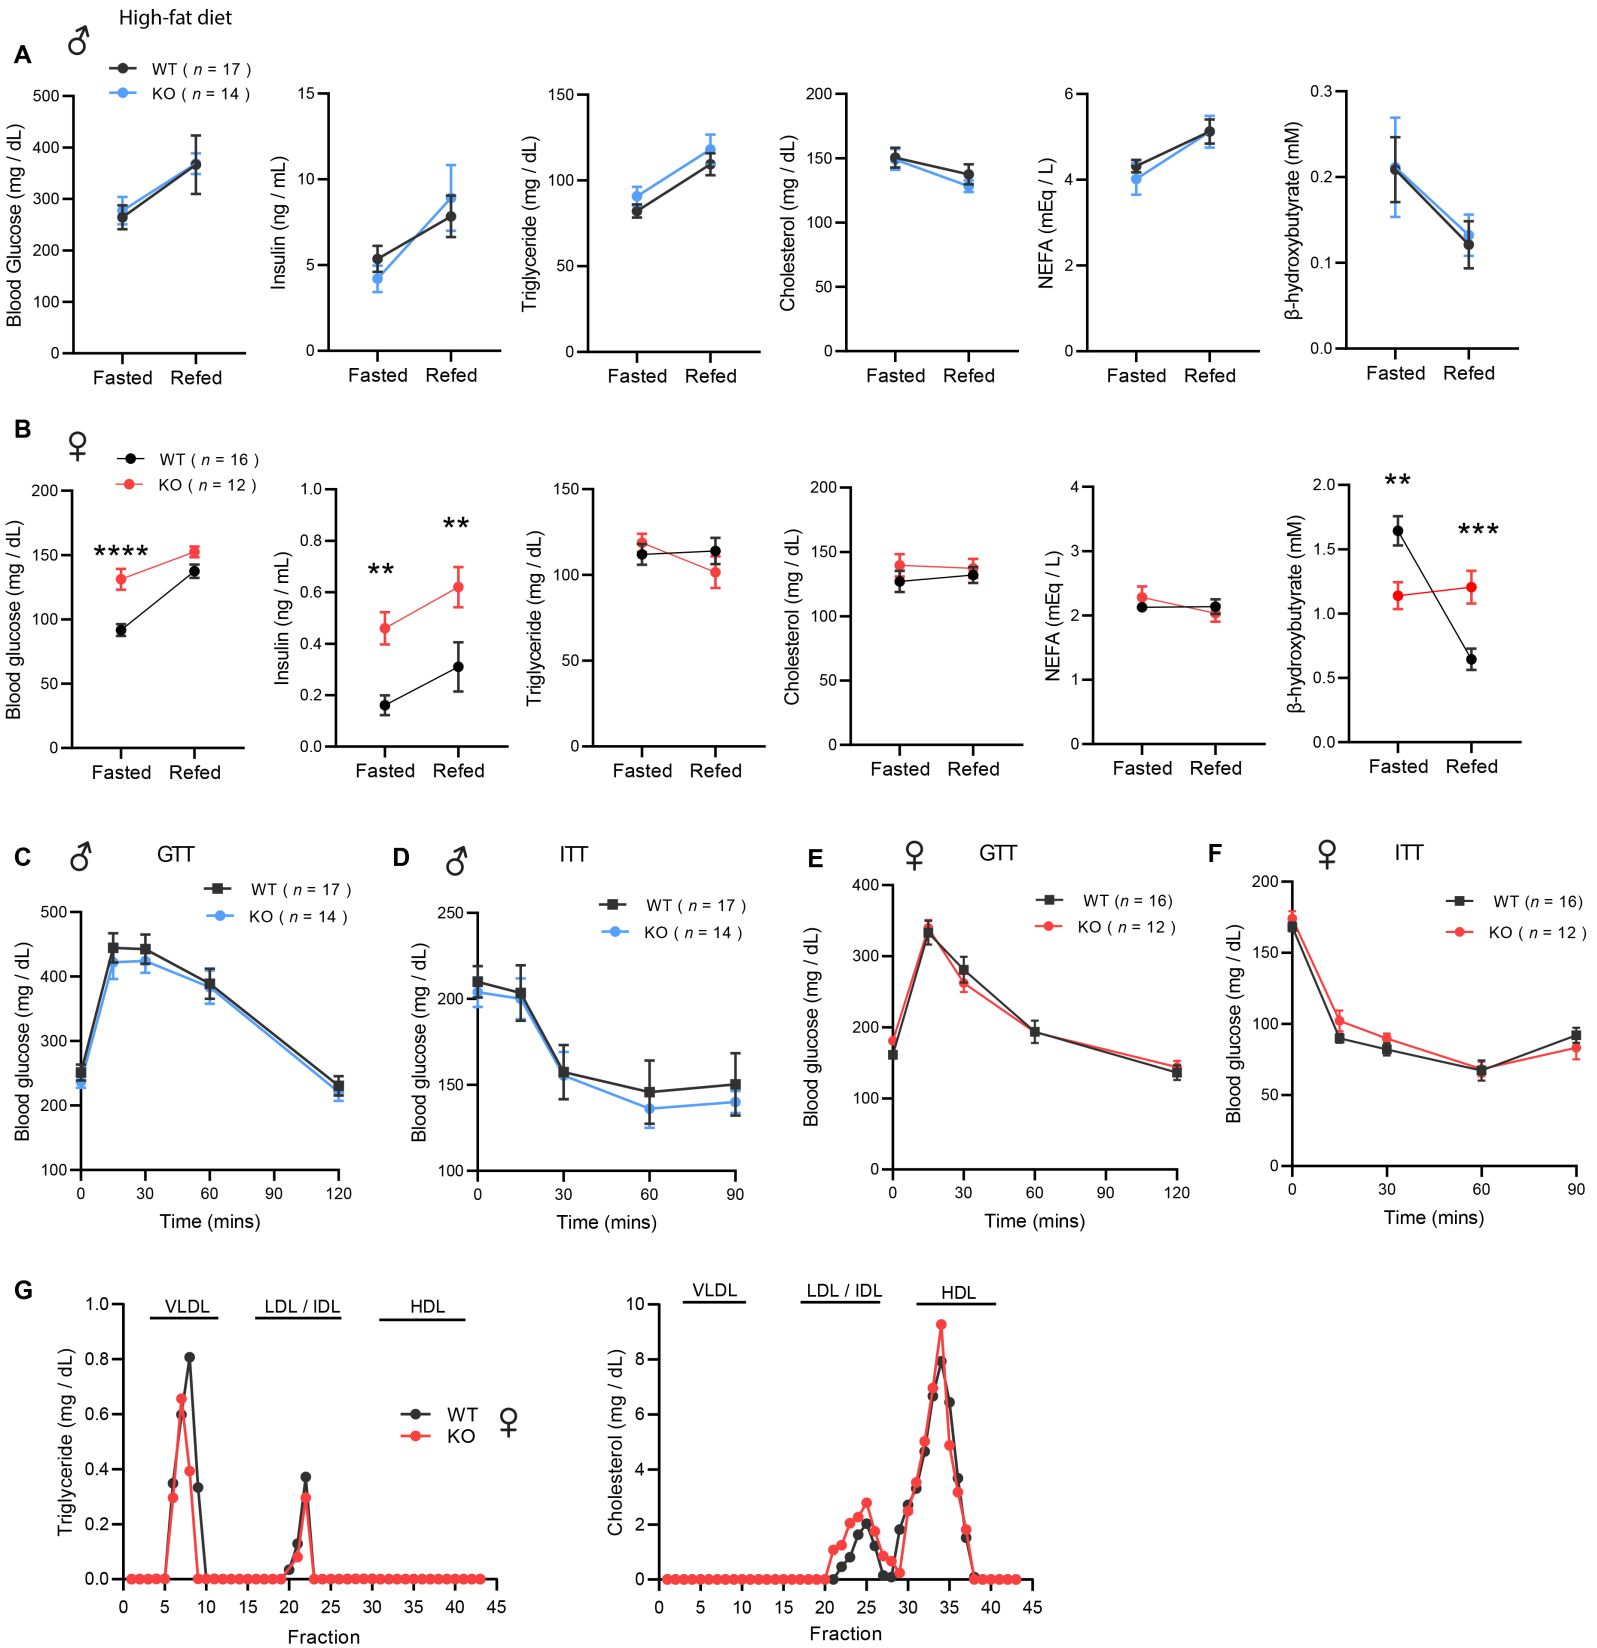 High-fat diet
A
♂
WT ( n = 17 )
KO ( n = 14 )
Blood Glucose (mg / dL)
500
400
300
200
100
0
Fasted Refed
Insulin (ng / mL)
15
10
5
0
Fasted Refed
Triglyceride (mg / dL)
150
100
50
0
Fasted Refed
Cholesterol (mg / dL)
200
150
100
50
0
Fasted Refed
NEFA (mEq / L)
6
4
2
0
Fasted Refed
β-hydroxybutyrate (mM)
0.3
0.2
0.1
0.0
Fasted Refed
B
♀
WT ( n = 16 )
KO ( n = 12 )
Blood glucose (mg / dL)
200
150
100
50
0
****
Fasted Refed
Insulin (ng / mL)
1.0
0.8
0.6
0.4
0.2
0.0
**
**
Fasted Refed
Triglyceride (mg / dL)
150
100
50
0
Fasted Refed
Cholesterol (mg / dL)
200
150
100
50
0
Fasted Refed
NEFA (mEq / L)
4
3
2
1
0
Fasted Refed
β-hydroxybutyrate (mM)
2.0
1.5
1.0
0.5
0.0
**
***
Fasted Refed
C
♂
GTT
WT ( n = 17 )
KO ( n = 14 )
Blood glucose (mg / dL)
500
400
300
200
100
0 30 60 90 120
Time (mins)
D
♂
ITT
WT ( n = 17 )
KO ( n = 14 )
Blood glucose (mg / dL)
250
200
150
100
0 30 60 90
Time (mins)
E
♀
GTT
WT (n = 16)
KO ( n = 12 )
Blood glucose (mg / dL)
400
300
200
100
0
0 30 60 90 120
Time (mins)
F
♀
ITT
WT (n = 16)
KO ( n = 12 )
Blood glucose (mg / dL)
200
150
100
50
0
0 30 60 90
Time (mins)
G
VLDL LDL / IDL HDL
Triglyceride (mg / dL)
1.0
0.8
0.6
0.4
0.2
0.0
0 5 10 15 20 25 30 35 40 45
Fraction
WT
KO
♀
VLDL LDL / IDL HDL
Cholesterol (mg / dL)
10
8
6
4
2
0
0 5 10 15 20 25 30 35 40 45
Fraction